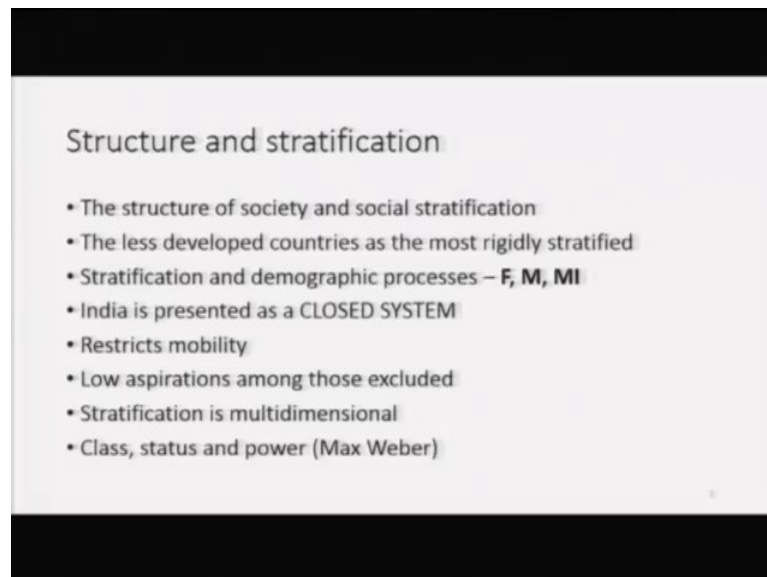 Structure and stratification
• The structure of society and social stratification
• The less developed countries as the most rigidly stratified
• Stratification and demographic processes – F, M, MI
• India is presented as a CLOSED SYSTEM
• Restricts mobility
• Low aspirations among those excluded
• Stratification is multidimensional
• Class, status and power (Max Weber)